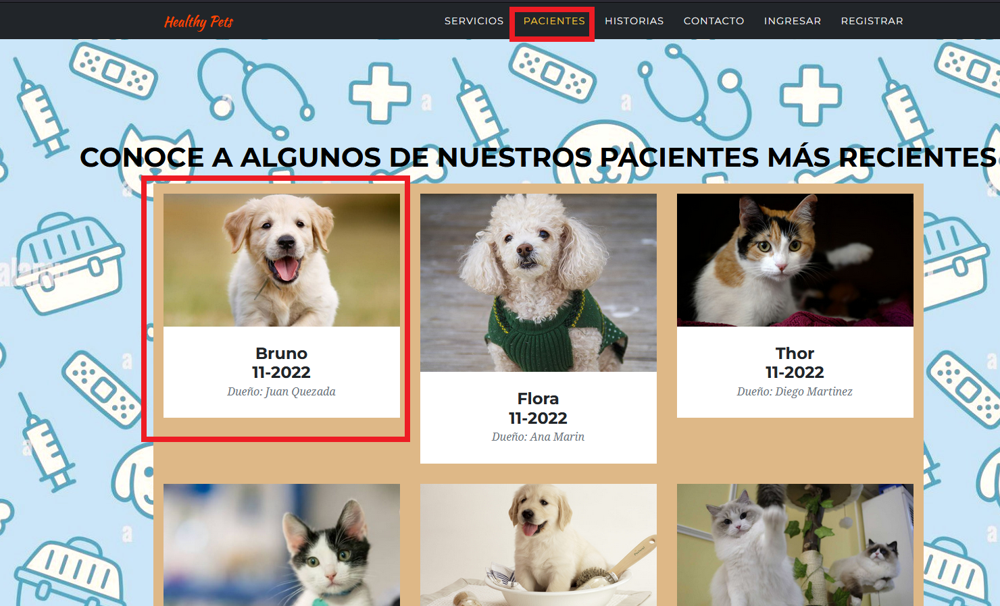 Healthy Pets
SERVICIOS PACIENTES HISTORIAS CONTACTO INGRESAR REGISTRAR
CONOCE A ALGUNOS DE NUESTROS PACIENTES MÁS RECIENTES
Bruno
11-2022
Dueño: Juan Quezada
Flora
11-2022
Dueño: Ana Marin
Thor
11-2022
Dueño: Diego Martinez
a
a
a
a
a
a
alamy